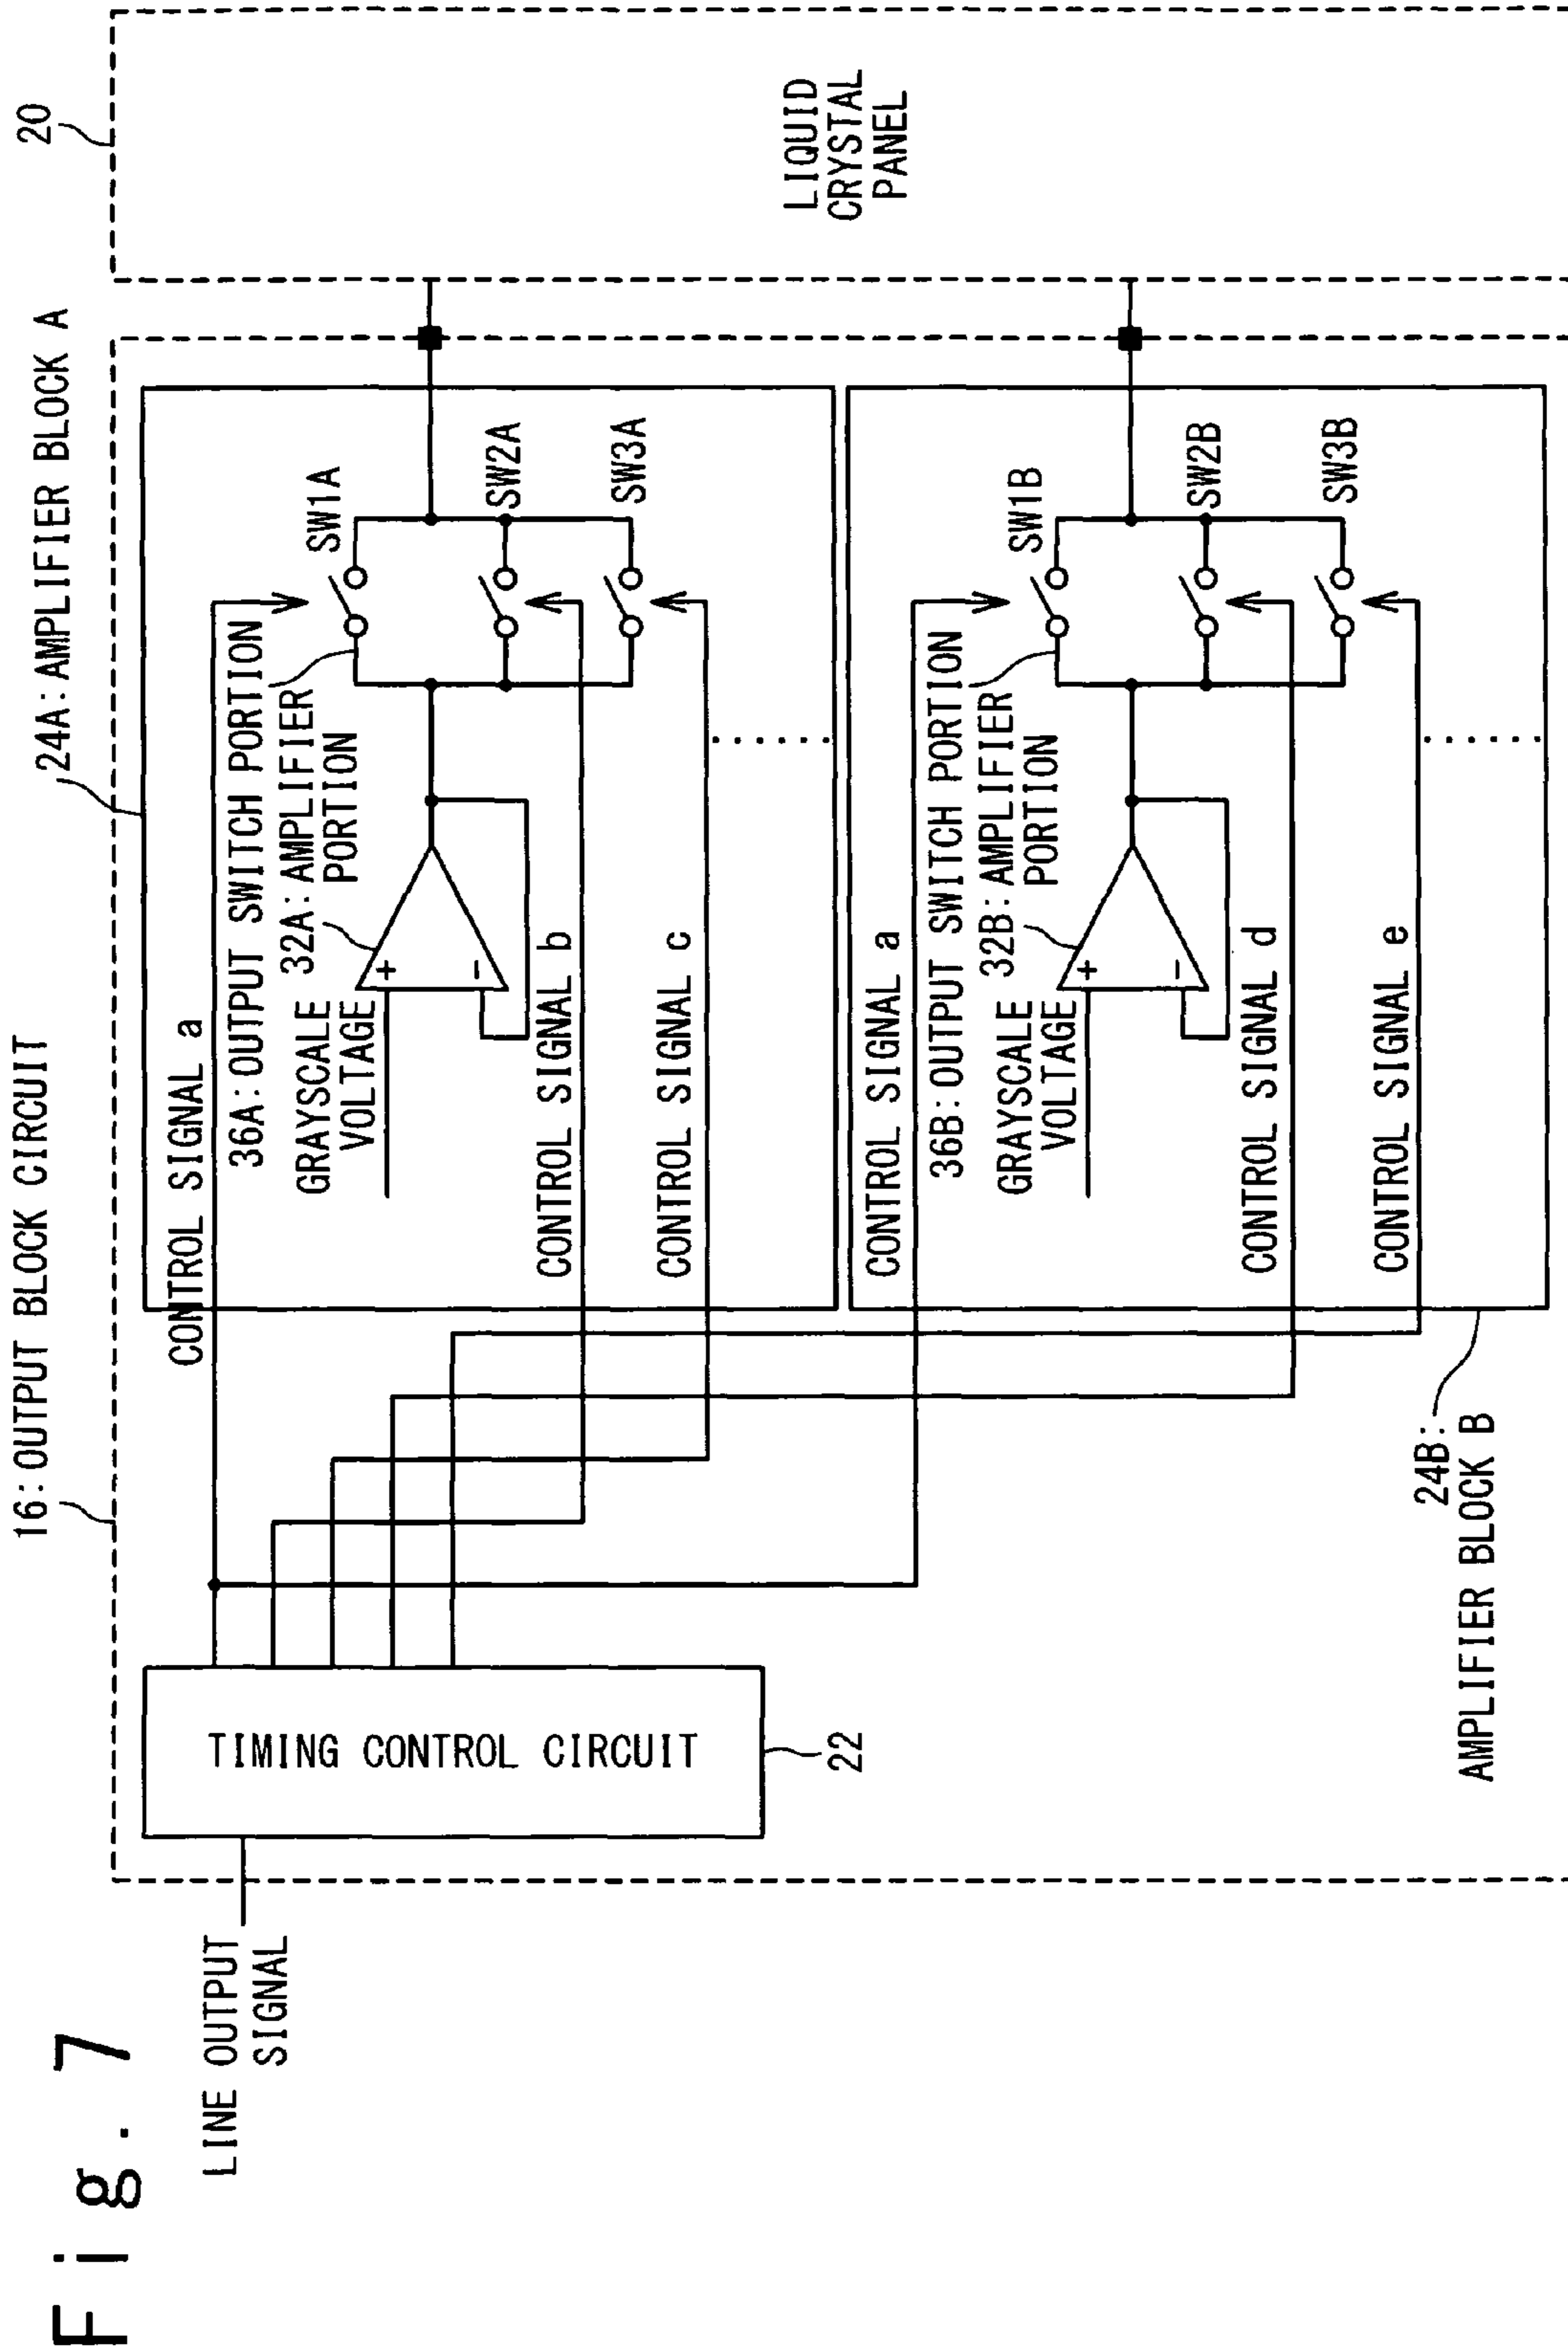 Fig. 7
16:OUTPUT BLOCK CIRCUIT
24A:AMPLIFIER BLOCK A
20
LINE OUTPUT
SIGNAL
TIMING CONTROL CIRCUIT
22
CONTROL SIGNAL a
36A:OUTPUT SWITCH PORTION
32A:AMPLIFIER
PORTION
GRAYSCALE
VOLTAGE
+
-
CONTROL SIGNAL b
CONTROL SIGNAL c
SW1A
SW2A
SW3A
CONTROL SIGNAL a
36B:OUTPUT SWITCH PORTION
32B:AMPLIFIER
PORTION
GRAYSCALE
VOLTAGE
+
-
CONTROL SIGNAL d
CONTROL SIGNAL e
SW1B
SW2B
SW3B
24B:
AMPLIFIER BLOCK B
LIQUID
CRYSTAL
PANEL